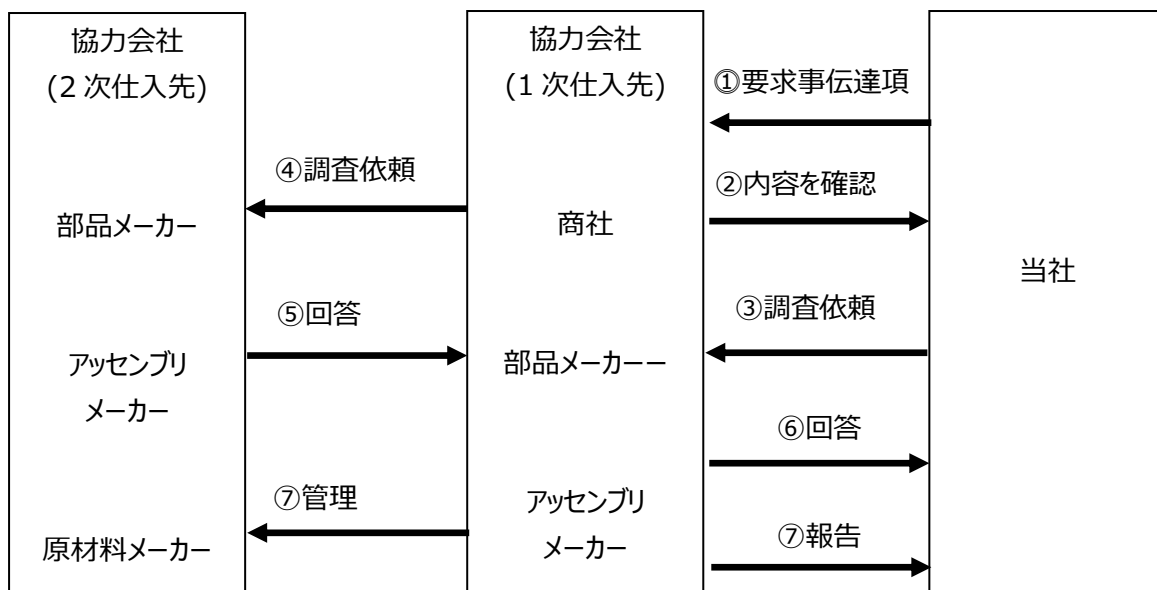 協力会社
(2 次仕入先)
協力会社
(1 次仕入先)
①要求事伝達項
④調査依頼
②内容を確認
部品メーカー
商社
当社
⑤回答
③調査依頼
アッセンブリ
メーカー
部品メーカーー
⑥回答
⑦管理
アッセンブリ
メーカー
原材料メーカー
⑦報告